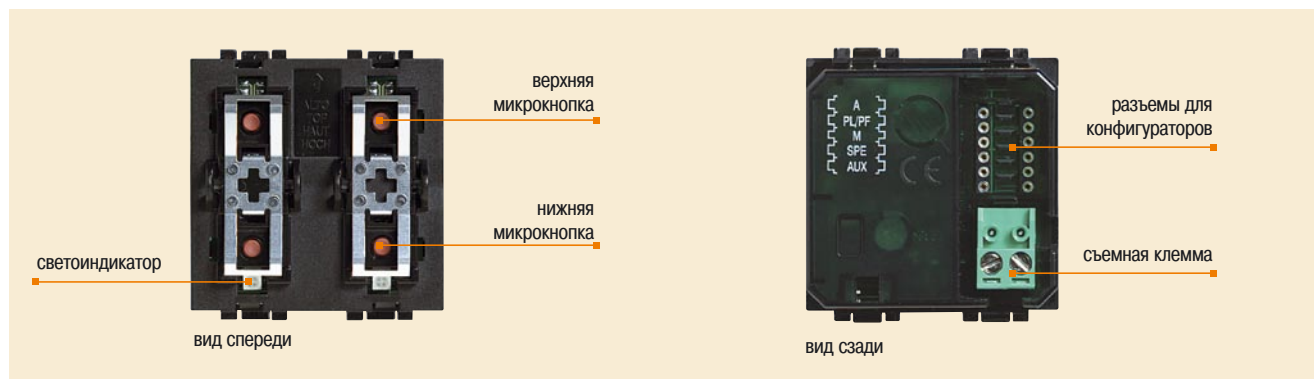 верхняя
микрокнопка
нижняя
микрокнопка
светоиндикатор
вид спереди
ALTO
TOP
HAUT
HOCH
A
PL/PF
M
SPE
AUX
CE
разъемы для
конфигураторов
съемная клемма
вид сзади